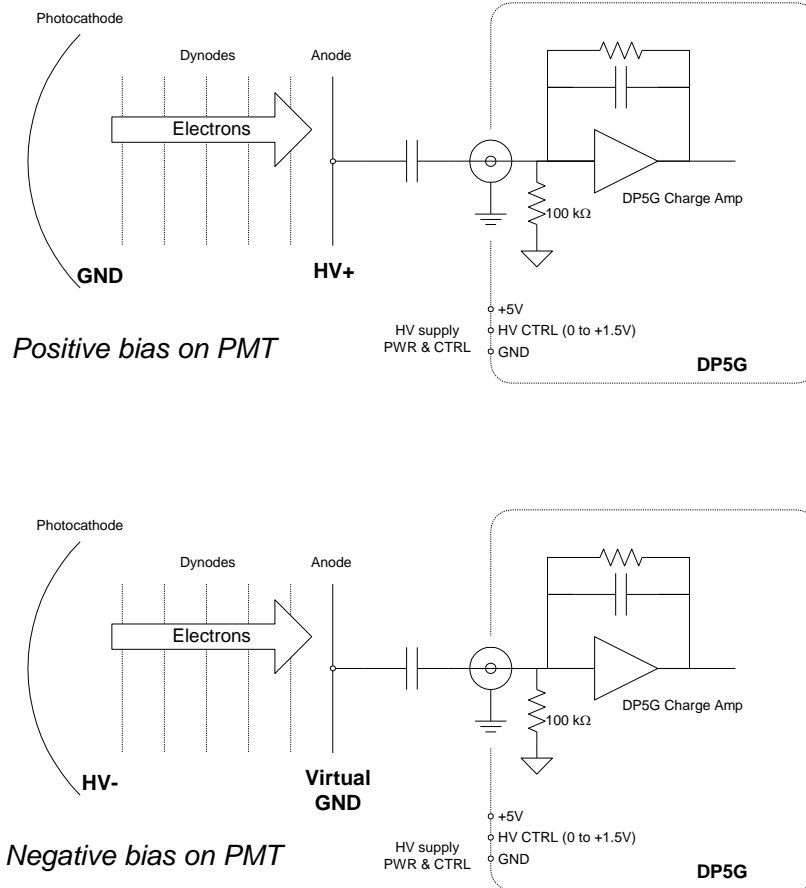 Photocathode
Dynodes
Anode
Electrons
DP5G Charge Amp
100 kΩ
GND
HV+
+5V
HV supply
PWR & CTRL
HV CTRL (0 to +1.5V)
GND
Positive bias on PMT
DP5G
Photocathode
Dynodes
Anode
Electrons
DP5G Charge Amp
100 kΩ
HV-
Virtual
GND
+5V
HV supply
PWR & CTRL
HV CTRL (0 to +1.5V)
GND
Negative bias on PMT
DP5G